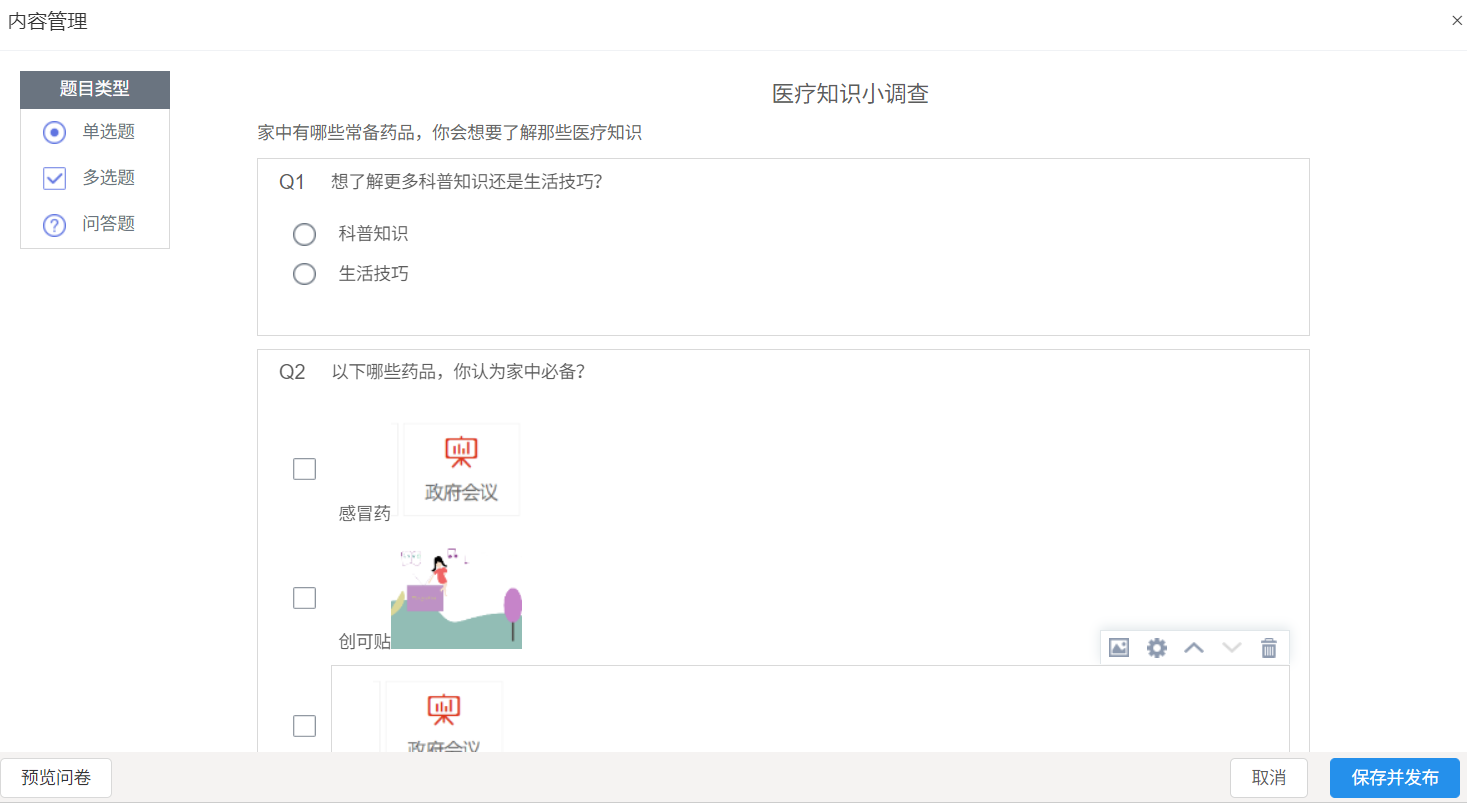 内容管理
×
题目类型
单选题
多选题
问答题
医疗知识小调查
家中有哪些常备药品，你会想要了解那些医疗知识
Q1 想了解更多科普知识还是生活技巧？
科普知识
生活技巧
Q2 以下哪些药品，你认为家中必备？
政府会议
感冒药
创可贴
政府会议
预览问卷
取消
保存并发布